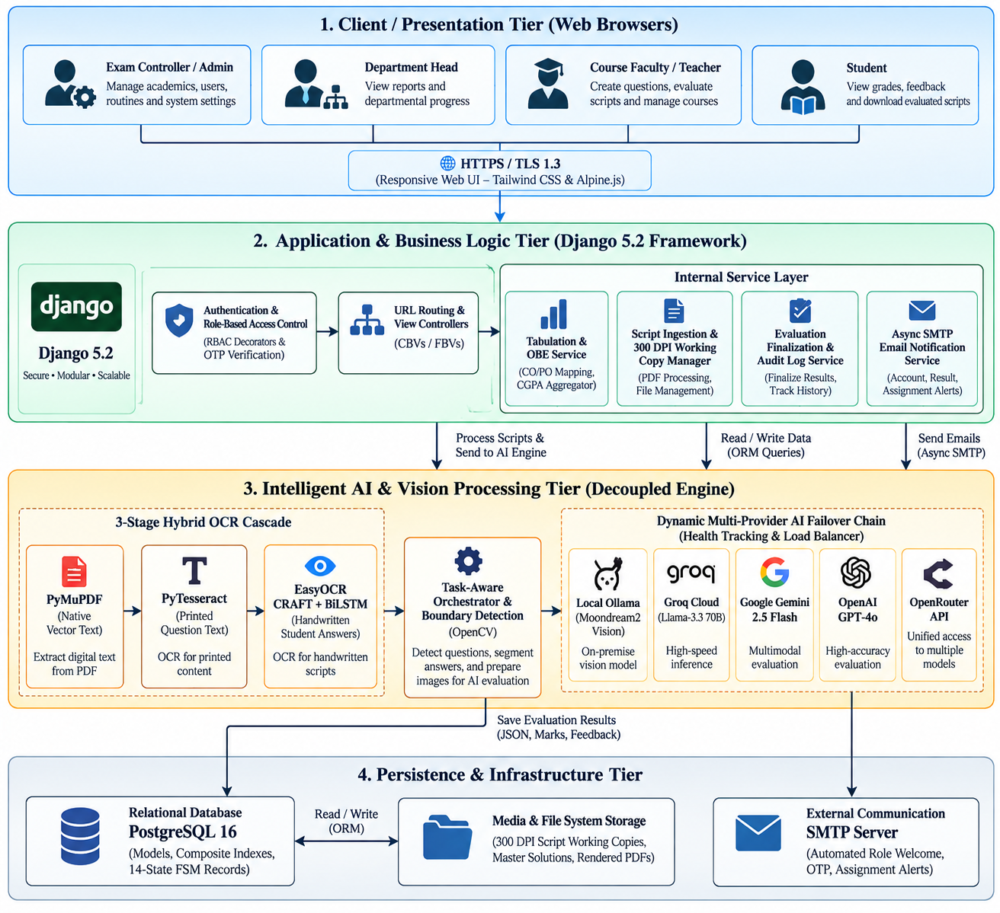 1. Client / Presentation Tier (Web Browsers)
Exam Controller / Admin
Manage academics, users,
routines and system settings
Department Head
View reports and
departmental progress
Course Faculty / Teacher
Create questions, evaluate
scripts and manage courses
Student
View grades, feedback
and download evaluated scripts
HTTPS / TLS 1.3
(Responsive Web UI – Tailwind CSS & Alpine.js)
2. Application & Business Logic Tier (Django 5.2 Framework)
django
Django 5.2
Secure • Modular • Scalable
Authentication &
Role-Based Access Control
(RBAC Decorators &
OTP Verification)
URL Routing &
View Controllers
(CBVs / FBVs)
Internal Service Layer
Tabulation &
OBE Service
(CO/PO Mapping,
CGPA Aggregator)
Script Ingestion &
300 DPI Working
Copy Manager
(PDF Processing,
File Management)
Evaluation
Finalization &
Audit Log Service
(Finalize Results,
Track History)
Async SMTP
Email Notification
Service
(Account, Result,
Assignment Alerts)
Process Scripts &
Send to AI Engine
Read / Write Data
(ORM Queries)
Send Emails
(Async SMTP)
3. Intelligent AI & Vision Processing Tier (Decoupled Engine)
3-Stage Hybrid OCR Cascade
PyMuPDF
(Native
Vector Text)
Extract digital text
from PDF
T
PyTesseract
(Printed
Question Text)
OCR for printed
content
EasyOCR
CRAFT + BiLSTM
(Handwritten
Student Answers)
OCR for handwritten
scripts
Task-Aware
Orchestrator &
Boundary Detection
(OpenCV)
Detect questions, segment
answers, and prepare
images for AI evaluation
Dynamic Multi-Provider AI Failover Chain
(Health Tracking & Load Balancer)
Local Ollama
(Moondream2
Vision)
On-premise
vision model
groq
Groq Cloud
(Llama-3.3 70B)
High-speed
inference
G
Google Gemini
2.5 Flash
Multimodal
evaluation
OpenAI
GPT-4o
High-accuracy
evaluation
OpenRouter
API
Unified access
to multiple
models
Save Evaluation Results
(JSON, Marks, Feedback)
4. Persistence & Infrastructure Tier
Relational Database
PostgreSQL 16
(Models, Composite Indexes,
14-State FSM Records)
Read / Write
(ORM)
Media & File System Storage
(300 DPI Script Working Copies,
Master Solutions, Rendered PDFs)
External Communication
SMTP Server
(Automated Role Welcome,
OTP, Assignment Alerts)